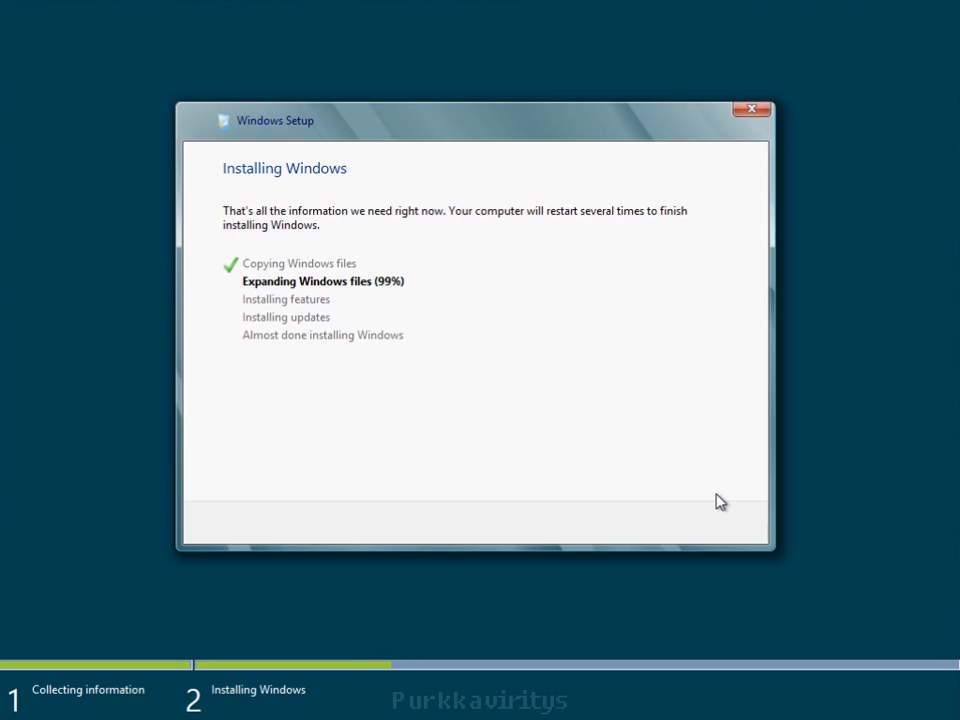 Windows Setup
Installing Windows
That's all the information we need right now. Your computer will restart several times to finish
installing Windows.
Copying Windows files
Expanding Windows files (99%)
Installing features
Installing updates
Almost done installing Windows
1 Collecting information
2 Installing Windows
Purkkaviritys